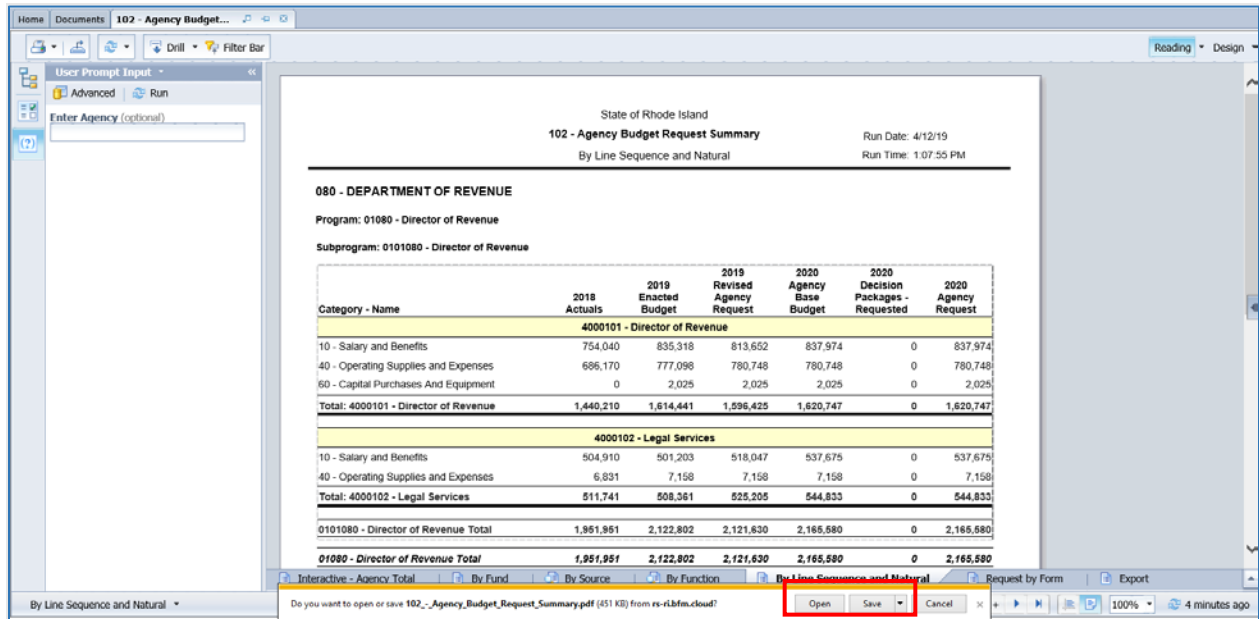 Home Documents 102 - Agency Budget...
Drill Filter Bar Reading Design
User Prompt Input
Advanced Run
Enter Agency (optional)
State of Rhode Island
102 - Agency Budget Request Summary Run Date: 4/12/19
By Line Sequence and Natural Run Time: 1:07:55 PM
080 - DEPARTMENT OF REVENUE
Program: 01080 - Director of Revenue
Subprogram: 0101080 - Director of Revenue
Category - Name 2018 Actuals 2019 Enacted Budget 2019 Revised Agency Request 2020 Agency Base Budget 2020 Decision Packages - Requested 2020 Agency Request
4000101 - Director of Revenue
10 - Salary and Benefits 754,040 835,318 813,652 837,974 0 837,974
40 - Operating Supplies and Expenses 686,170 777,098 780,748 780,748 0 780,748
60 - Capital Purchases And Equipment 0 2,025 2,025 2,025 0 2,025
Total: 4000101 - Director of Revenue 1,440,210 1,614,441 1,596,425 1,620,747 0 1,620,747
4000102 - Legal Services
10 - Salary and Benefits 504,910 501,203 518,047 537,675 0 537,675
40 - Operating Supplies and Expenses 6,831 7,158 7,158 7,158 0 7,158
Total: 4000102 - Legal Services 511,741 508,361 525,205 544,833 0 544,833
0101080 - Director of Revenue Total 1,951,951 2,122,802 2,121,630 2,165,580 0 2,165,580
01080 - Director of Revenue Total 1,951,951 2,122,802 2,121,630 2,165,580 0 2,165,580
Interactive - Agency Total By Fund By Source By Function By Line Sequence and Natural Request by Form Export
By Line Sequence and Natural Do you want to open or save 102_-_Agency_Budget_Request_Summary.pdf (451 KB) from rs-ri.bfm.cloud? Open Save Cancel 100% 4 minutes ago